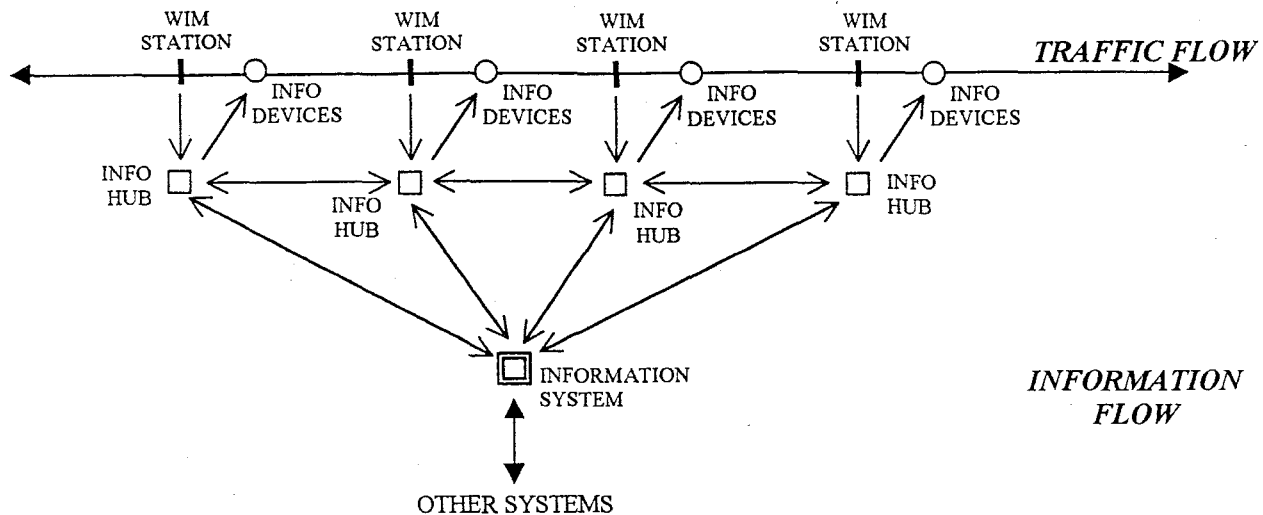 WIM
STATION
WIM
STATION
WIM
STATION
WIM
STATION
TRAFFIC FLOW
INFO
DEVICES
INFO
DEVICES
INFO
DEVICES
INFO
DEVICES
INFO
HUB
INFO
HUB
INFO
HUB
INFO
HUB
INFORMATION
SYSTEM
INFORMATION
FLOW
OTHER SYSTEMS